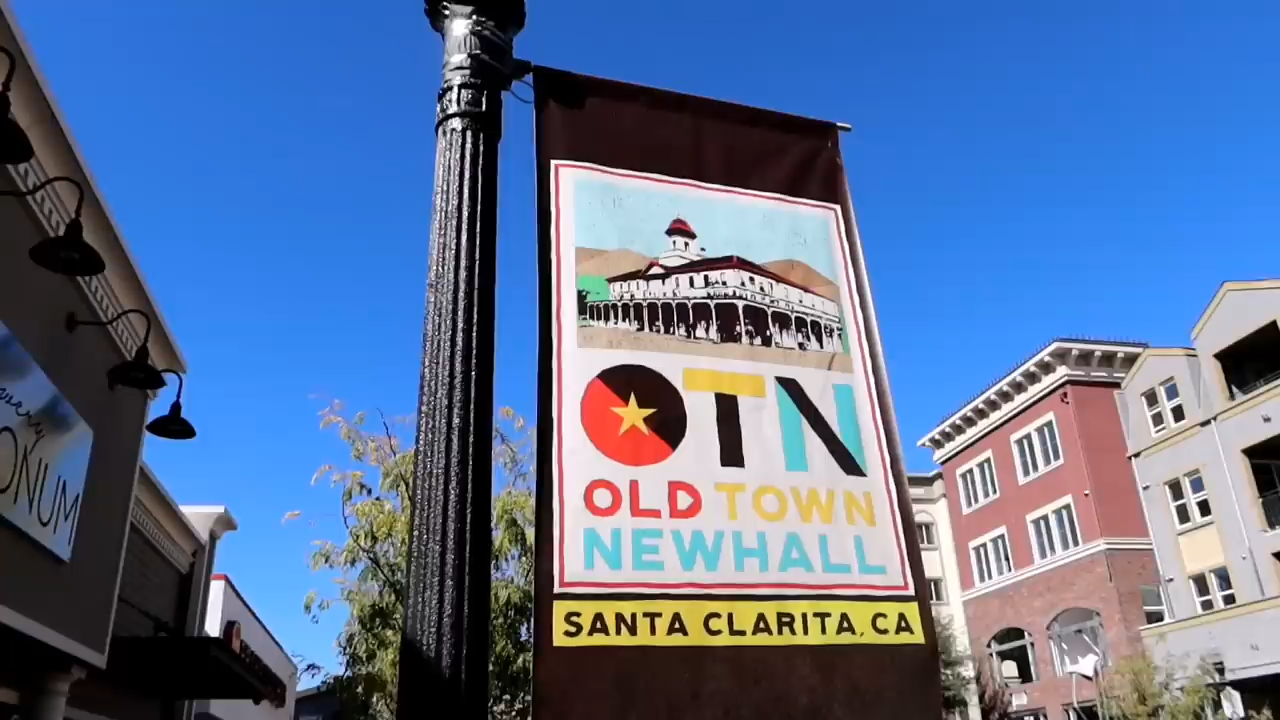 ONUM
OTN
OLD TOWN
NEWHALL
SANTA CLARITA, CA